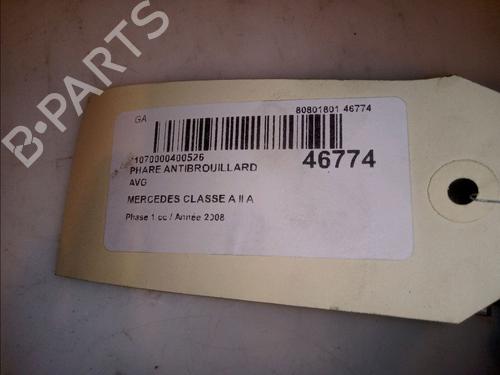 B-PARTS
GA
80801801 46774
*1070000400526
46774
PHARE ANTIBROUILLARD
AVG
MERCEDES CLASSE A II A
Phase 1 cc / Année 2008